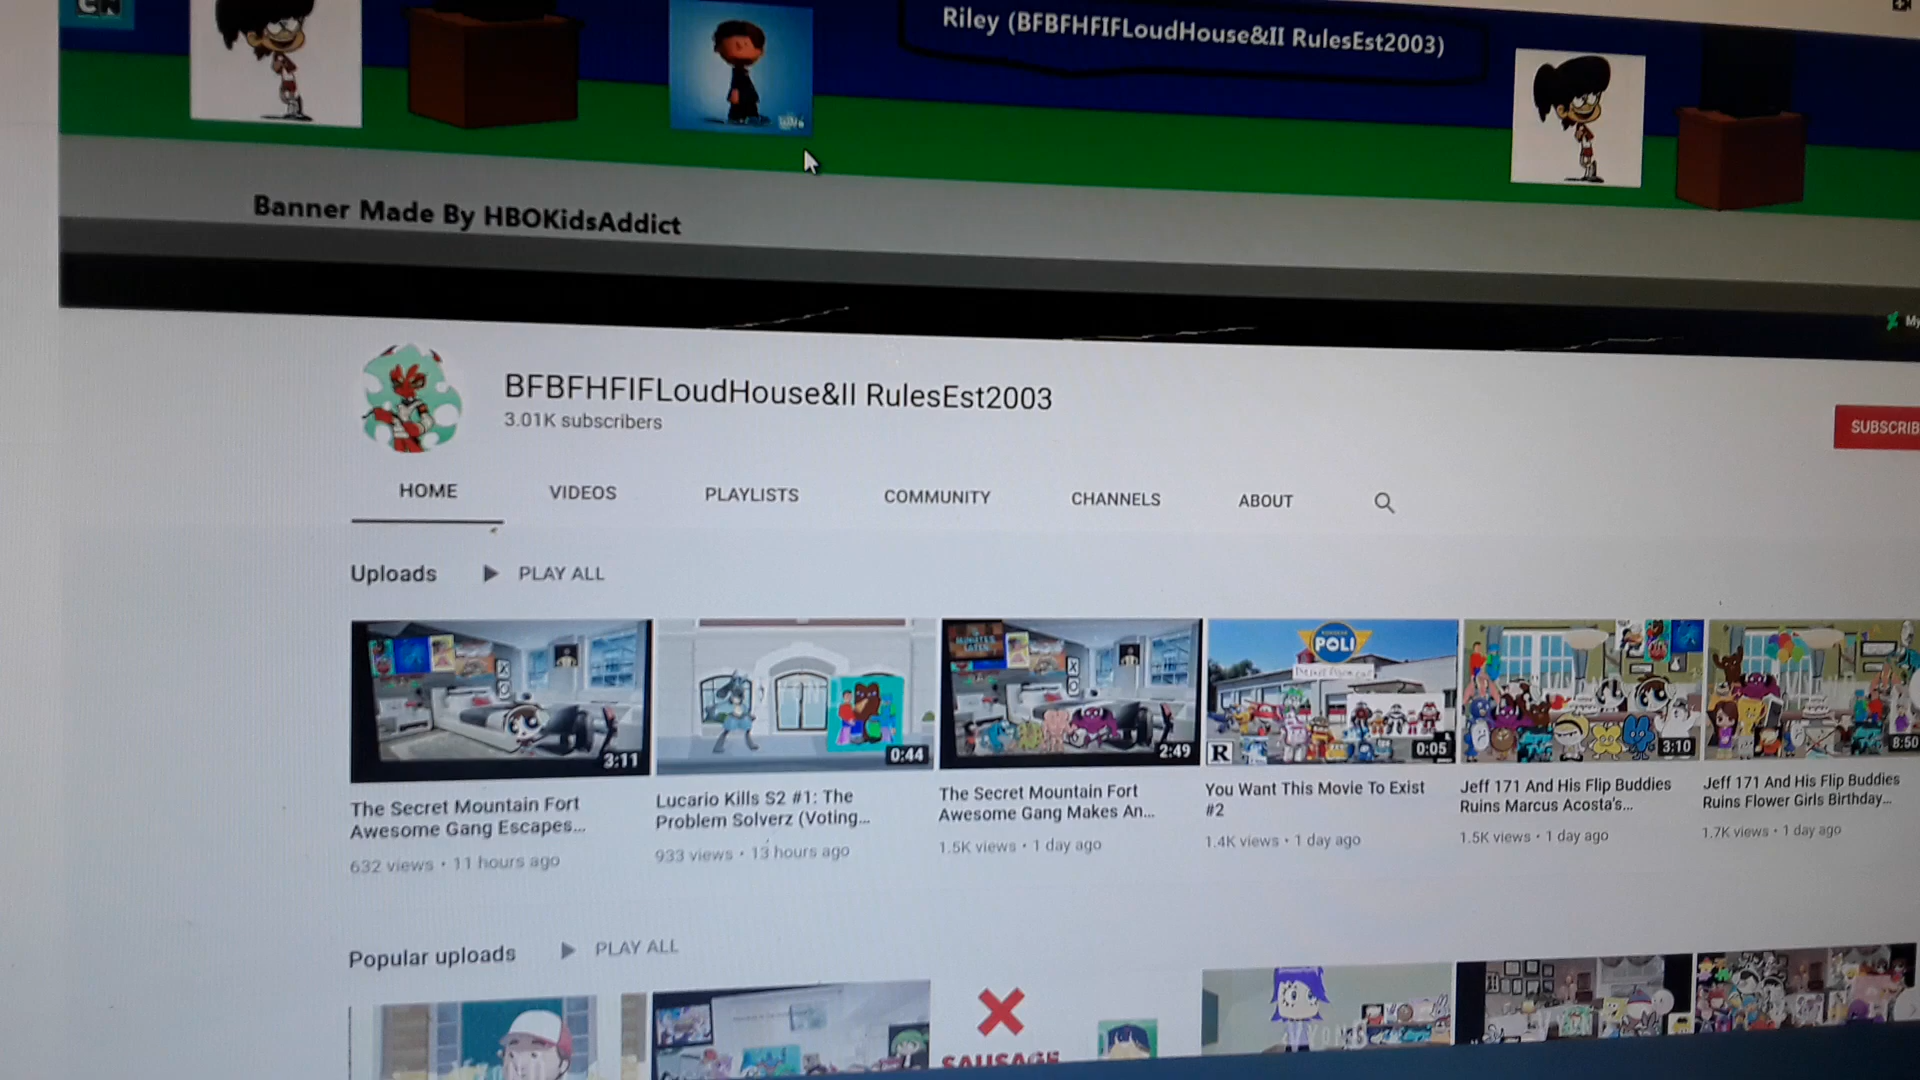 CN
Riley (BFBFHFIFLoudHouse&II RulesEst2003)
Banner Made By HBOKidsAddict
My
BFBFHFIFLoudHouse&II RulesEst2003
3.01K subscribers
SUBSCRIB
HOME VIDEOS PLAYLISTS COMMUNITY CHANNELS ABOUT
Uploads PLAY ALL
POLI
R
3:11
0:44
2:49
0:05
3:10
8:50
The Secret Mountain Fort
Awesome Gang Escapes...
632 views • 11 hours ago
Lucario Kills S2 #1: The
Problem Solverz (Voting...
933 views • 13 hours ago
The Secret Mountain Fort
Awesome Gang Makes An...
1.5K views • 1 day ago
You Want This Movie To Exist
#2
1.4K views • 1 day ago
Jeff 171 And His Flip Buddies
Ruins Marcus Acosta's...
1.5K views • 1 day ago
Jeff 171 And His Flip Buddies
Ruins Flower Girls Birthday...
1.7K views • 1 day ago
Popular uploads PLAY ALL
SAUSAGE